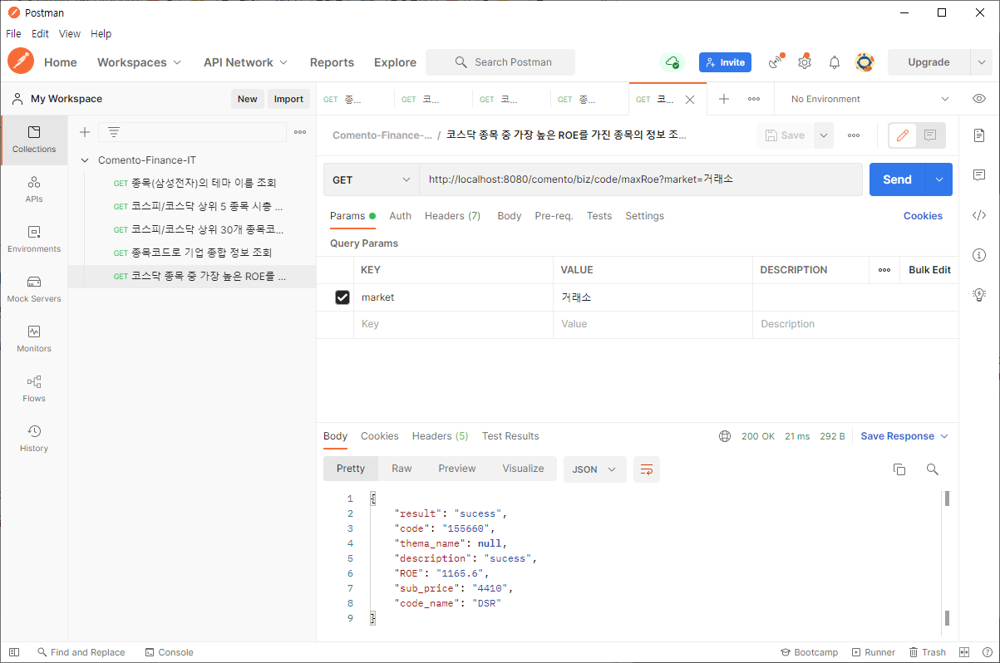 Postman
File Edit View Help
Home Workspaces API Network Reports Explore Search Postman Invite Upgrade
My Workspace New Import
GET 종... GET 코... GET 코... GET 종... GET 코... No Environment
Collections
APIs
Environments
Mock Servers
Monitors
Flows
History
Comento-Finance-IT
GET 종목(삼성전자)의 테마 이름 조회
GET 코스피/코스닥 상위 5 종목 시총 ...
GET 코스피/코스닥 상위 30개 종목코...
GET 종목코드로 기업 종합 정보 조회
GET 코스닥 종목 중 가장 높은 ROE를 ...
Comento-Finance-... / 코스닥 종목 중 가장 높은 ROE를 가진 종목의 정보 조... Save
GET http://localhost:8080/comento/biz/code/maxRoe?market=거래소 Send
Params Auth Headers (7) Body Pre-req. Tests Settings Cookies
Query Params
KEY VALUE DESCRIPTION Bulk Edit
market 거래소
Key Value Description
Body Cookies Headers (5) Test Results 200 OK 21 ms 292 B Save Response
Pretty Raw Preview Visualize JSON
1 {
2 "result": "sucess",
3 "code": "155660",
4 "thema_name": null,
5 "description": "sucess",
6 "ROE": "1165.6",
7 "sub_price": "4410",
8 "code_name": "DSR"
9 }
Find and Replace Console Bootcamp Runner Trash